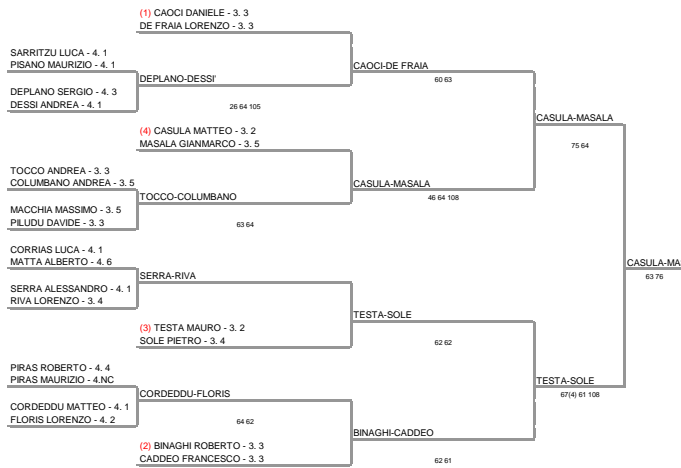 (1) CAOCI DANIELE - 3. 3
DE FRAIA LORENZO - 3. 3
SARRITZU LUCA - 4. 1
PISANO MAURIZIO - 4. 1
CAOCI-DE FRAIA
DEPLANO-DESSI'
60 63
DEPLANO SERGIO - 4. 3
DESSI ANDREA - 4. 1
26 64 105
CASULA-MASALA
(4) CASULA MATTEO - 3. 2
MASALA GIANMARCO - 3. 5
75 64
TOCCO ANDREA - 3. 3
COLUMBANO ANDREA - 3. 5
CASULA-MASALA
TOCCO-COLUMBANO
46 64 108
MACCHIA MASSIMO - 3. 5
PILUDU DAVIDE - 3. 3
63 64
CORRIAS LUCA - 4. 1
MATTA ALBERTO - 4. 6
CASULA-MA
SERRA-RIVA
63 76
SERRA ALESSANDRO - 4. 1
RIVA LORENZO - 3. 4
TESTA-SOLE
(3) TESTA MAURO - 3. 2
SOLE PIETRO - 3. 4
62 62
PIRAS ROBERTO - 4. 4
PIRAS MAURIZIO - 4.NC
TESTA-SOLE
CORDEDDU-FLORIS
67(4) 61 108
CORDEDDU MATTEO - 4. 1
FLORIS LORENZO - 4. 2
64 62
BINAGHI-CADDEO
(2) BINAGHI ROBERTO - 3. 3
CADDEO FRANCESCO - 3. 3
62 61